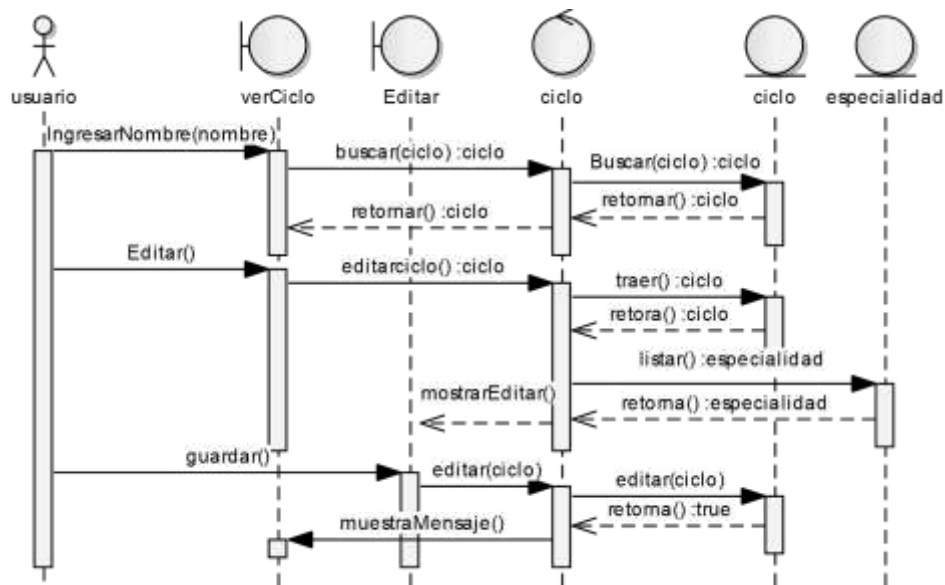 usuario
verCiclo
Editar
ciclo
ciclo
especialidad
IngresarNombre(nombre)
buscar(ciclo) :ciclo
Buscar(ciclo) :ciclo
retornar() :ciclo
retornar() :ciclo
Editar()
editarciclo() :ciclo
traer() :ciclo
retora() :ciclo
listar() :especialidad
mostrarEditar()
retorna() :especialidad
guardar()
editar(ciclo)
editar(ciclo)
retorna() :true
muestraMensaje()